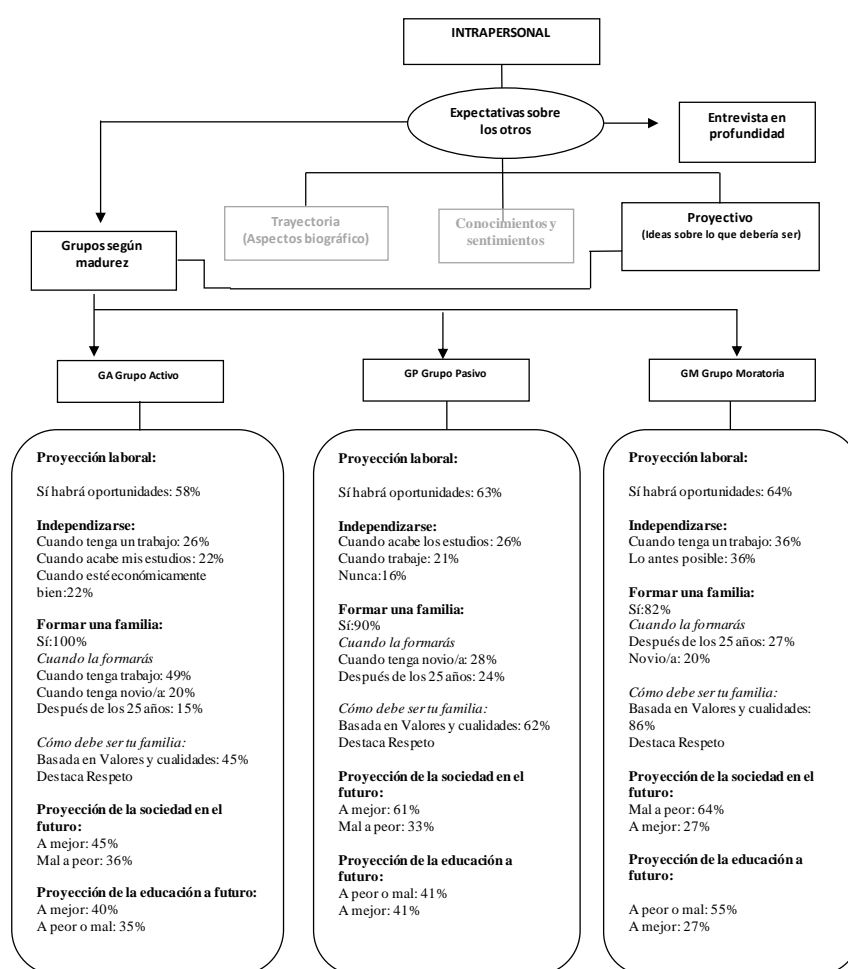 INTRAPERSONAL
Expectativas sobre
los otros
Entrevista en
profundidad
Trayectoria
(Aspectos biográfico)
Conocimientos y
sentimientos
Proyectivo
(Ideas sobre lo que debería ser)
Grupos según
madurez
GA Grupo Activo
GP Grupo Pasivo
GM Grupo Moratoria
Proyección laboral:
Sí habrá oportunidades: 58%
Independizarse:
Cuando tenga un trabajo: 26%
Cuando acabe mis estudios: 22%
Cuando esté económicamente
bien:22%
Formar una familia:
Sí:100%
Cuando la formarás
Cuando tenga trabajo: 49%
Cuando tenga novio/a: 20%
Después de los 25 años: 15%
Cómo debe ser tu familia:
Basada en Valores y cualidades: 45%
Destaca Respeto
Proyección de la sociedad en el
futuro:
A mejor: 45%
Mal a peor: 36%
Proyección de la educación a futuro:
A mejor: 40%
A peor o mal: 35%
Proyección laboral:
Sí habrá oportunidades: 63%
Independizarse:
Cuando acabe los estudios: 26%
Cuando trabaje: 21%
Nunca:16%
Formar una familia:
Sí:90%
Cuando la formarás
Cuando tenga novio/a: 28%
Después de los 25 años: 24%
Cómo debe ser tu familia:
Basada en Valores y cualidades: 62%
Destaca Respeto
Proyección de la sociedad en el
futuro:
A mejor: 61%
Mal a peor: 33%
Proyección de la educación a
futuro:
A peor o mal: 41%
A mejor: 41%
Proyección laboral:
Sí habrá oportunidades: 64%
Independizarse:
Cuando tenga un trabajo: 36%
Lo antes posible: 36%
Formar una familia:
Sí:82%
Cuando la formarás
Después de los 25 años: 27%
Novio/a: 20%
Cómo debe ser tu familia:
Basada en Valores y cualidades:
86%
Destaca Respeto
Proyección de la sociedad en el
futuro:
Mal a peor: 64%
A mejor: 27%
Proyección de la educación a
futuro:
A peor o mal: 55%
A mejor: 27%